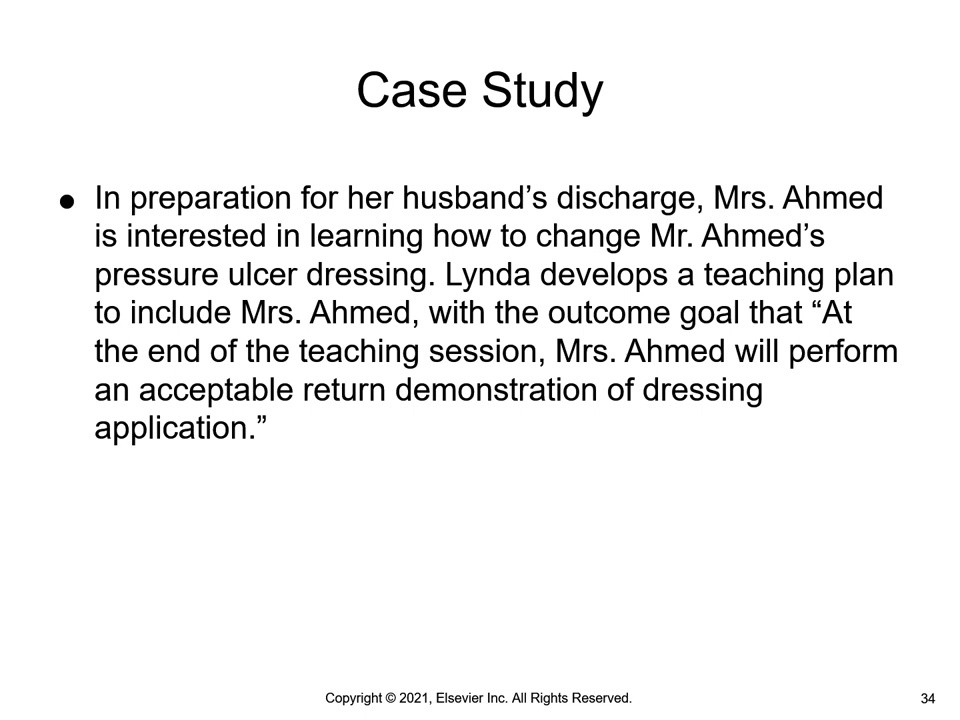 Case Study
● In preparation for her husband’s discharge, Mrs. Ahmed
is interested in learning how to change Mr. Ahmed’s
pressure ulcer dressing. Lynda develops a teaching plan
to include Mrs. Ahmed, with the outcome goal that “At
the end of the teaching session, Mrs. Ahmed will perform
an acceptable return demonstration of dressing
application.”
Copyright © 2021, Elsevier Inc. All Rights Reserved.
34